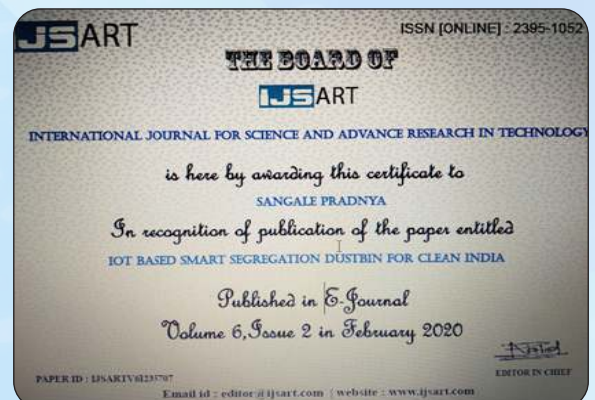 IJSART
ISSN [ONLINE] : 2395-1052
THE BOARD OF
IJSART
INTERNATIONAL JOURNAL FOR SCIENCE AND ADVANCE RESEARCH IN TECHNOLOGY
is here by awarding this certificate to
SANGALE PRADNYA
In recognition of publication of the paper entitled
IOT BASED SMART SEGREGATION DUSTBIN FOR CLEAN INDIA
Published in E-Journal
Volume 6,Issue 2 in February 2020
EDITOR IN CHIEF
PAPER ID : IJSARTV6I235707
Email id : editor@ijsart.com | website : www.ijsart.com